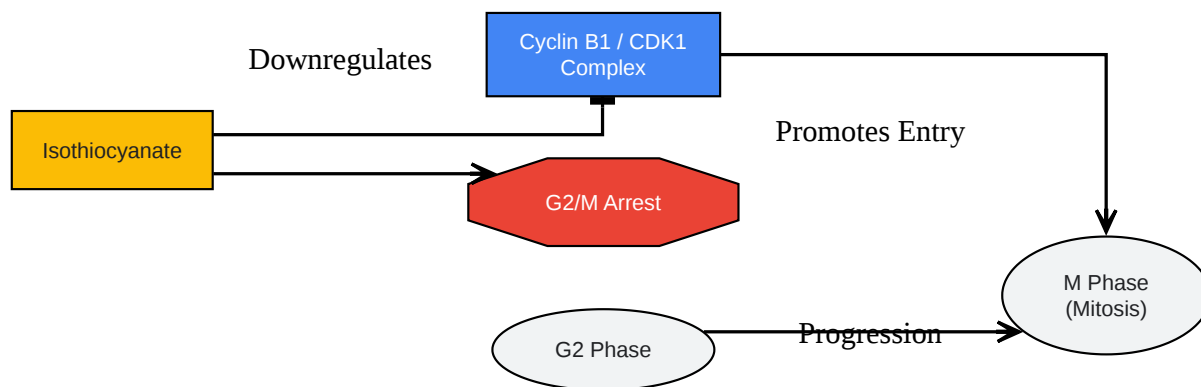 Cyclin B1 / CDK1
Complex
Downregulates
Isothiocyanate
Promotes Entry
G2/M Arrest
M Phase
(Mitosis)
Progression
G2 Phase